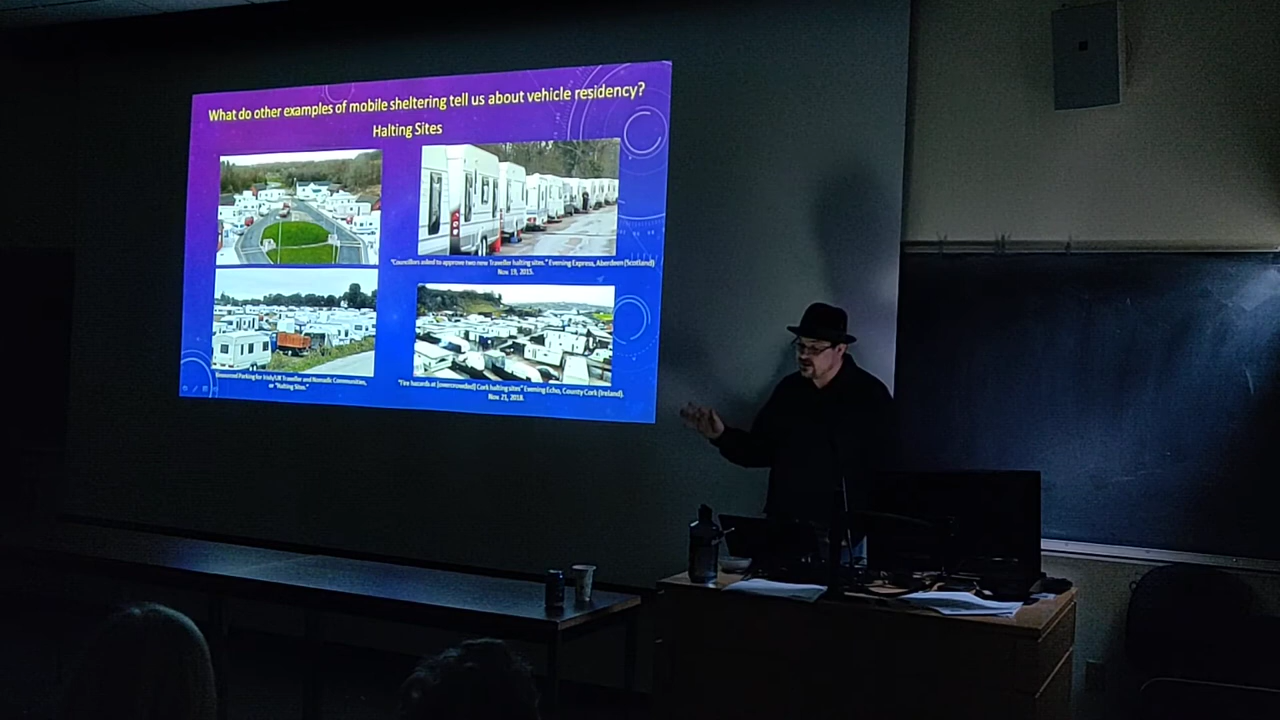 What do other examples of mobile sheltering tell us about vehicle residency?
Halting Sites
"Councillors asked to approve two new Traveller halting sites." Evening Express, Aberdeen (Scotland)
Nov 19, 2015.
Parking for Irish/UK Traveller and Nomadic Communities,
or "Halting Sites."
"Fire hazards at (overcrowded) Cork halting sites" Evening Echo, County Cork (Ireland).
Nov. 21, 2018.